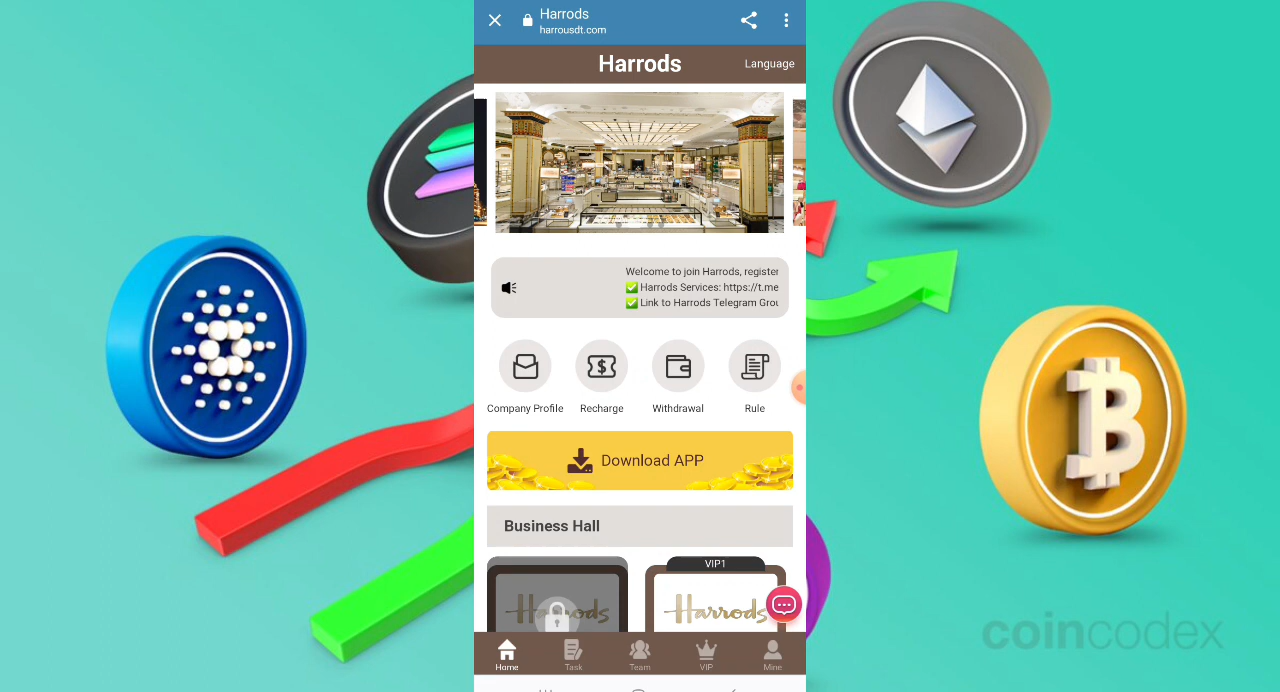 Harrods
harrousdt.com
Harrods
Language
Welcome to join Harrods, register
✅ Harrods Services: https://t.me
✅ Link to Harrods Telegram Grou
Company Profile
Recharge
Withdrawal
Rule
Download APP
Business Hall
VIP1
Harrods
Harrods
Home
Task
Team
VIP
Mine
coincodex